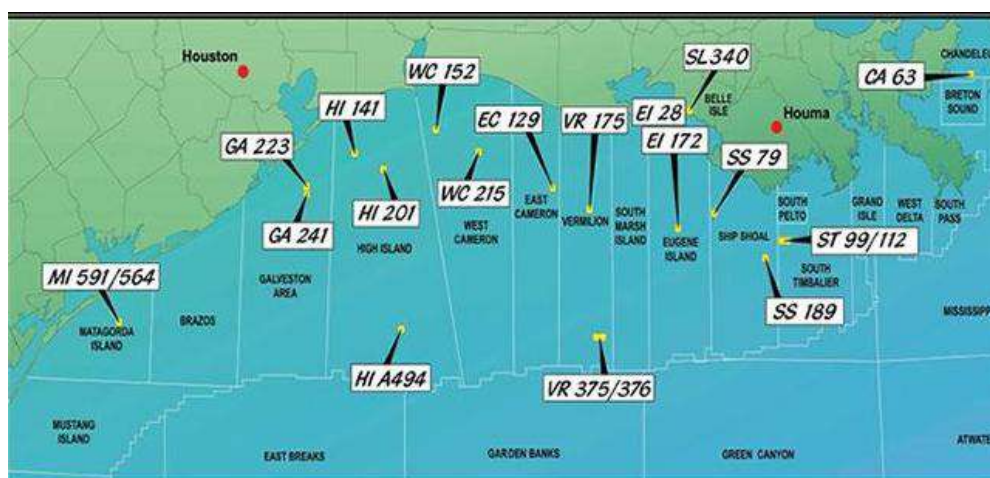 Houston
WC 152
SL340
CHANDELEU
CA 63
BRETON
SOUND
HI 141
EC 129
VR 175
EI 28
BELLE
ISLE
Houma
EI 172
GA 223
SS 79
WC 215
HI 201
GA 241
HIGH ISLAND
WEST
CAMERON
EAST
CAMERON
VERMILION
SOUTH
MARSH
ISLAND
EUGENE
ISLAND
SHIP SHOAL
SOUTH
PELTO
GRAND
ISLE
WEST
DELTA
SOUTH
PASS
ST 99/112
SOUTH
TIMBALIER
MI 591/564
GALVESTON
AREA
SS 189
MATAGORDA
ISLAND
BRAZOS
MISSISSIPP
HI A494
VR 375/376
MUSTANG
ISLAND
EAST BREAKS
GARDEN BANKS
GREEN CANYON
ATWATE